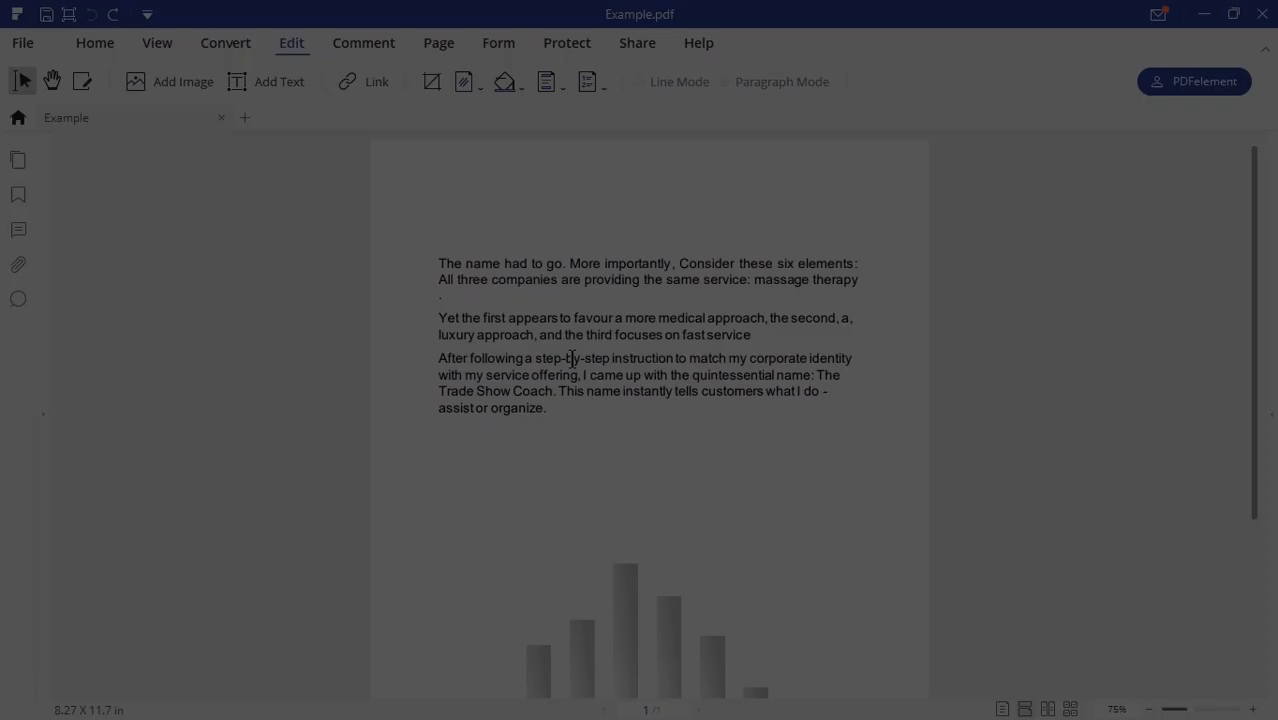 Example.pdf
File Home View Convert Edit Comment Page Form Protect Share Help
Add Image Add Text Link Line Mode Paragraph Mode PDFelement
Example
The name had to go. More importantly, Consider these six elements:
All three companies are providing the same service: massage therapy
.
Yet the first appears to favour a more medical approach, the second, a,
luxury approach, and the third focuses on fast service
After following a step-by-step instruction to match my corporate identity
with my service offering, I came up with the quintessential name: The
Trade Show Coach. This name instantly tells customers what I do -
assist or organize.
8.27 X 11.7 in 1 /1 75%